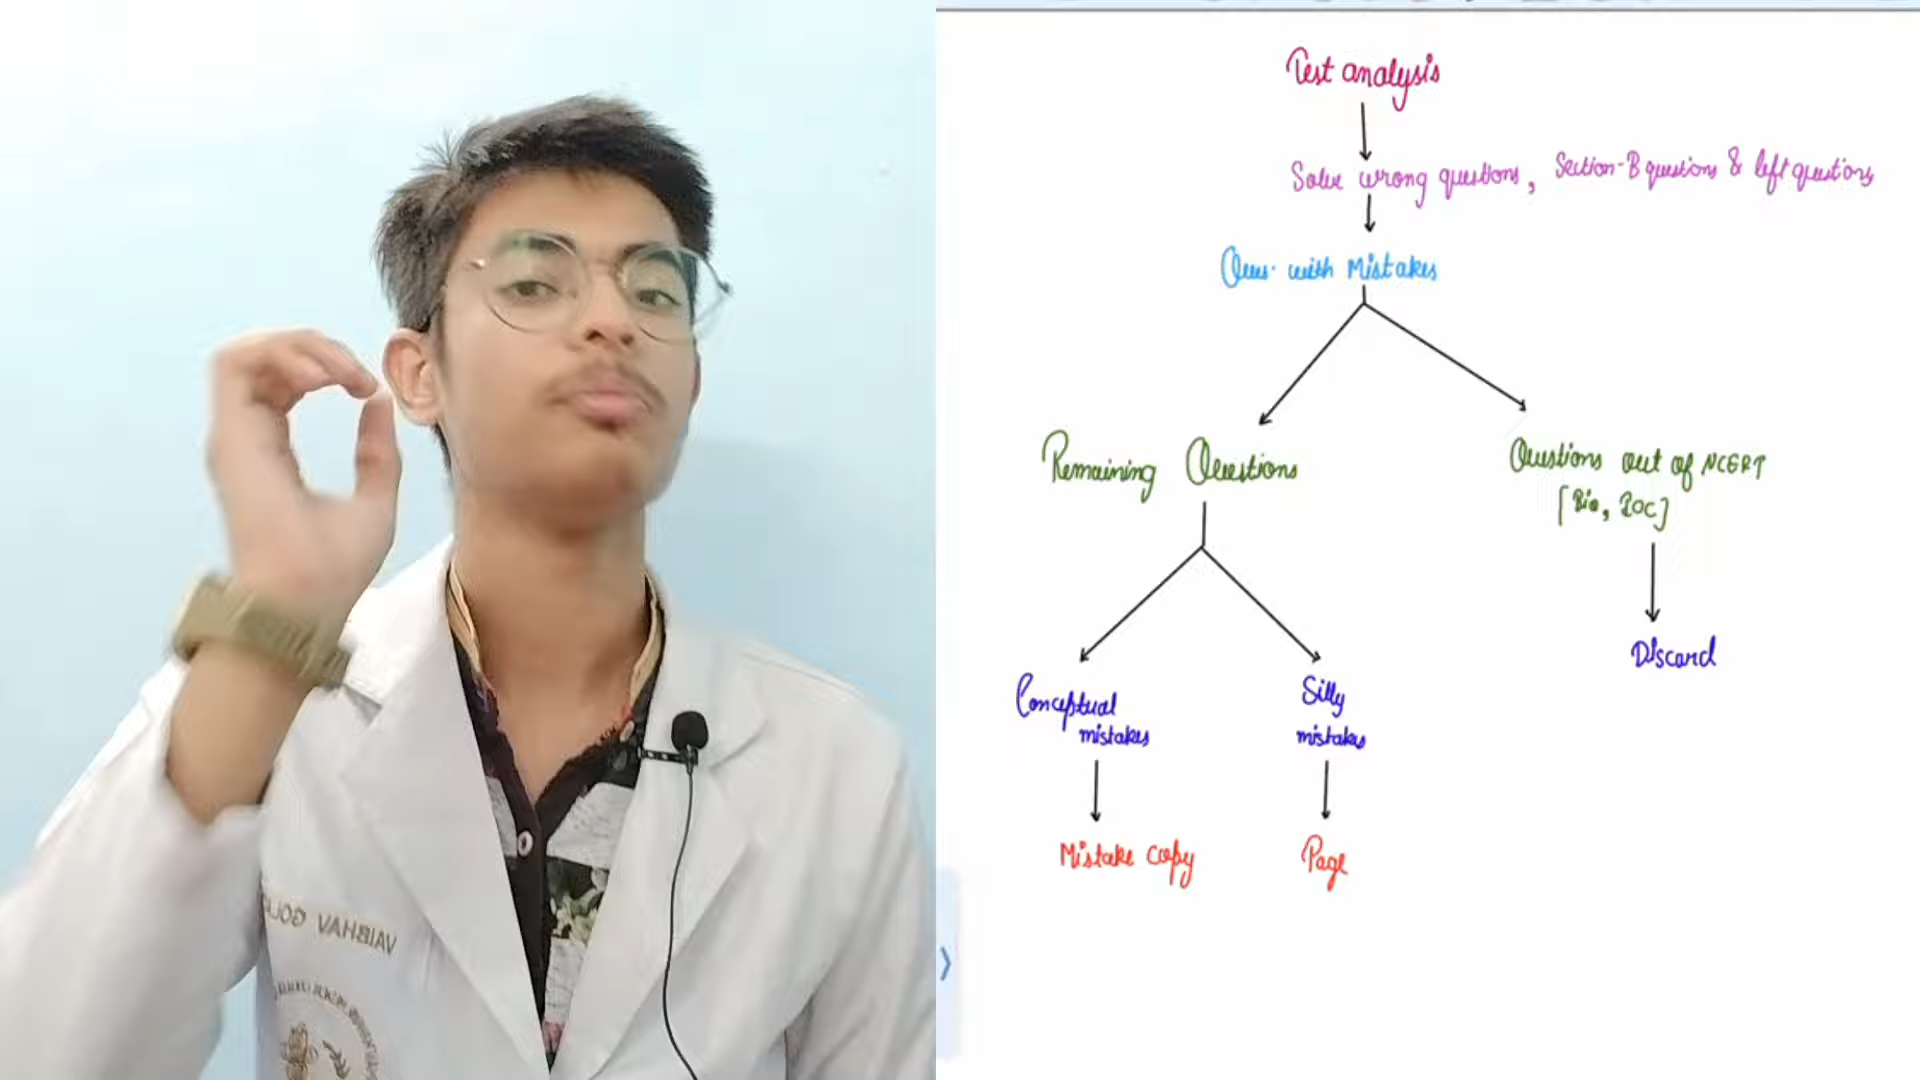 Test analysis
Solve wrong questions, Section-B questions & left questions
Ques. with Mistakes
Remaining Questions
Questions out of NCERT
[Bio, IOC]
Discard
Conceptual
mistakes
Silly
mistakes
Mistake copy
Page
VAIBHAV